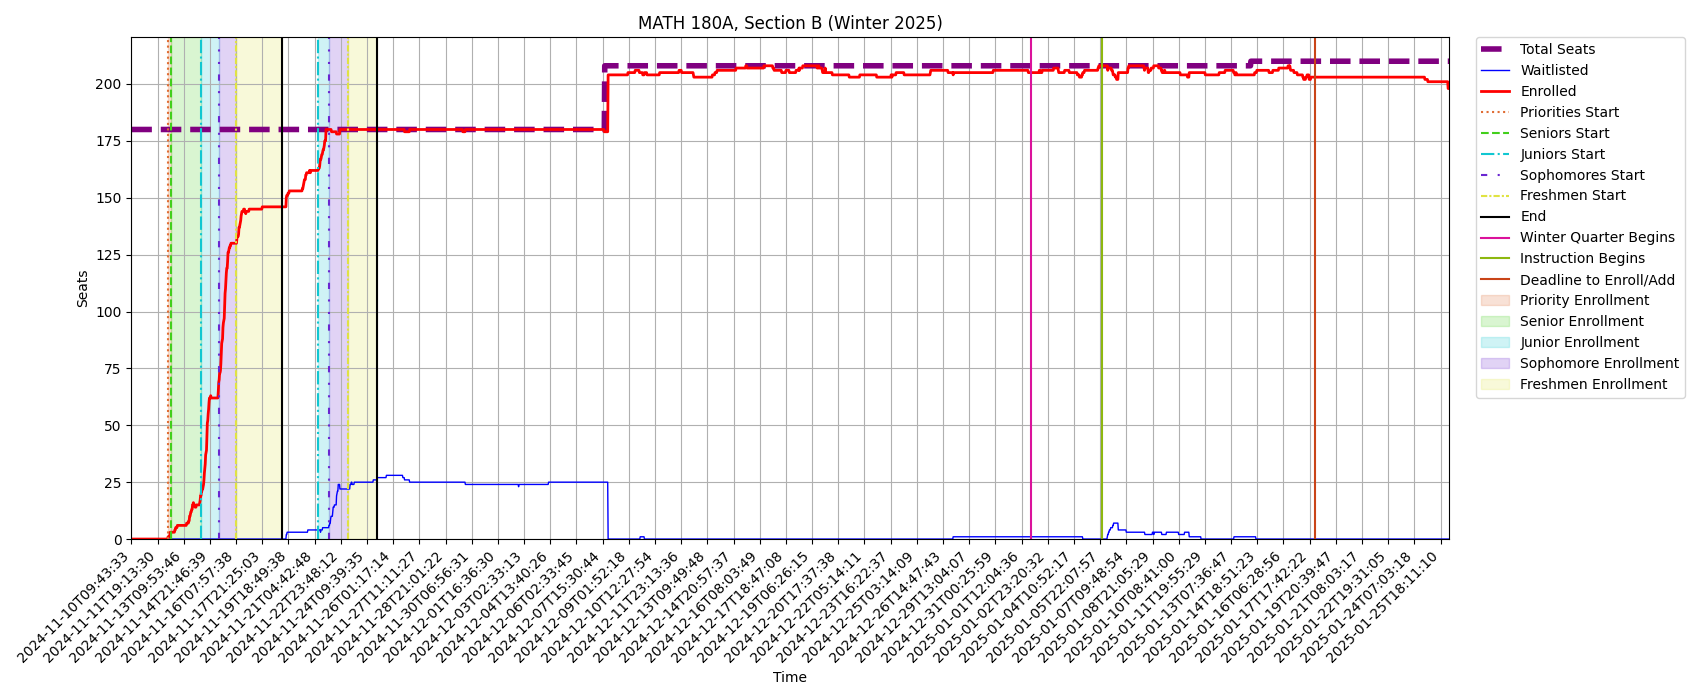 MATH 180A, Section B (Winter 2025)
Seats
200
175
150
125
100
75
50
25
0
2024-11-10T09:43:33
2024-11-11T19:13:30
2024-11-13T09:53:46
2024-11-14T21:46:39
2024-11-16T07:57:38
2024-11-17T21:25:03
2024-11-19T18:49:38
2024-11-21T04:42:48
2024-11-22T23:48:12
2024-11-24T09:39:35
2024-11-26T01:17:14
2024-11-27T11:11:27
2024-11-28T21:01:22
2024-11-30T06:56:31
2024-12-01T16:36:30
2024-12-03T02:33:13
2024-12-04T13:40:26
2024-12-06T02:33:45
2024-12-07T15:30:44
2024-12-09T01:52:18
2024-12-10T12:27:54
2024-12-11T23:13:36
2024-12-13T09:49:48
2024-12-14T20:57:37
2024-12-16T08:03:49
2024-12-17T18:47:08
2024-12-19T06:26:15
2024-12-20T17:37:38
2024-12-22T05:14:11
2024-12-23T16:22:37
2024-12-25T03:14:09
2024-12-26T14:47:43
2024-12-29T13:04:07
2024-12-31T00:25:59
2025-01-01T12:04:36
2025-01-02T23:20:32
2025-01-04T10:52:17
2025-01-05T22:07:57
2025-01-07T09:48:54
2025-01-08T21:05:29
2025-01-10T08:41:00
2025-01-11T19:55:29
2025-01-13T07:36:47
2025-01-14T18:51:23
2025-01-16T06:28:56
2025-01-17T17:42:22
2025-01-19T20:39:47
2025-01-21T08:03:17
2025-01-22T19:31:05
2025-01-24T07:03:18
2025-01-25T18:11:10
Time
Total Seats
Waitlisted
Enrolled
Priorities Start
Seniors Start
Juniors Start
Sophomores Start
Freshmen Start
End
Winter Quarter Begins
Instruction Begins
Deadline to Enroll/Add
Priority Enrollment
Senior Enrollment
Junior Enrollment
Sophomore Enrollment
Freshmen Enrollment